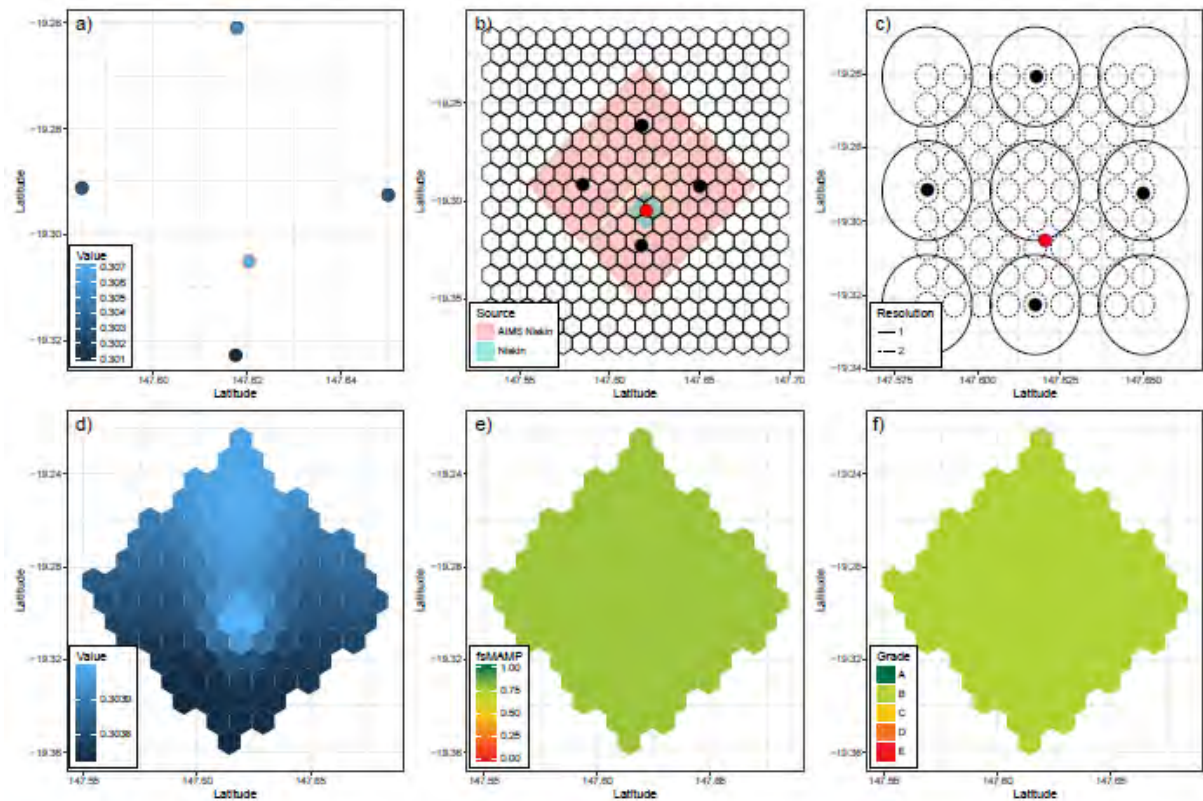 a)
Latitude
−19.26
−19.28
−19.30
−19.32
Value
0.307
0.306
0.305
0.304
0.303
0.302
0.301
147.60
147.62
147.64
Latitude
b)
Latitude
−19.25
−19.30
−19.35
Source
AIMS Niskin
Niskin
147.55
147.60
147.65
147.70
Latitude
c)
Latitude
−19.26
−19.28
−19.30
−19.32
−19.34
Resolution
1
2
147.575
147.600
147.625
147.650
Latitude
d)
Latitude
−19.24
−19.28
−19.32
−19.36
Value
0.3039
0.3038
147.55
147.60
147.65
Latitude
e)
Latitude
−19.24
−19.28
−19.32
−19.36
fsMAMP
1.00
0.75
0.50
0.25
0.00
147.55
147.60
147.65
Latitude
f)
Latitude
−19.24
−19.28
−19.32
−19.36
Grade
A
B
C
D
E
147.55
147.60
147.65
Latitude